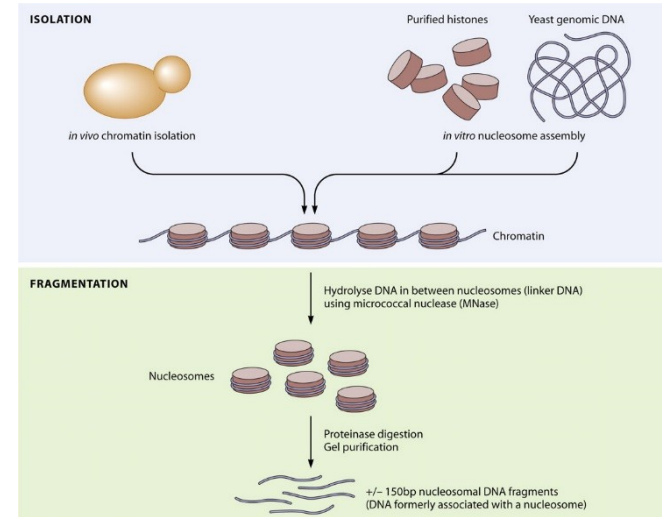 ISOLATION
Purified histones
Yeast genomic DNA
in vivo chromatin isolation
in vitro nucleosome assembly
Chromatin
FRAGMENTATION
Hydrolyse DNA in between nucleosomes (linker DNA)
using micrococcal nuclease (MNase)
Nucleosomes
Proteinase digestion
Gel purification
+/– 150bp nucleosomal DNA fragments
(DNA formerly associated with a nucleosome)